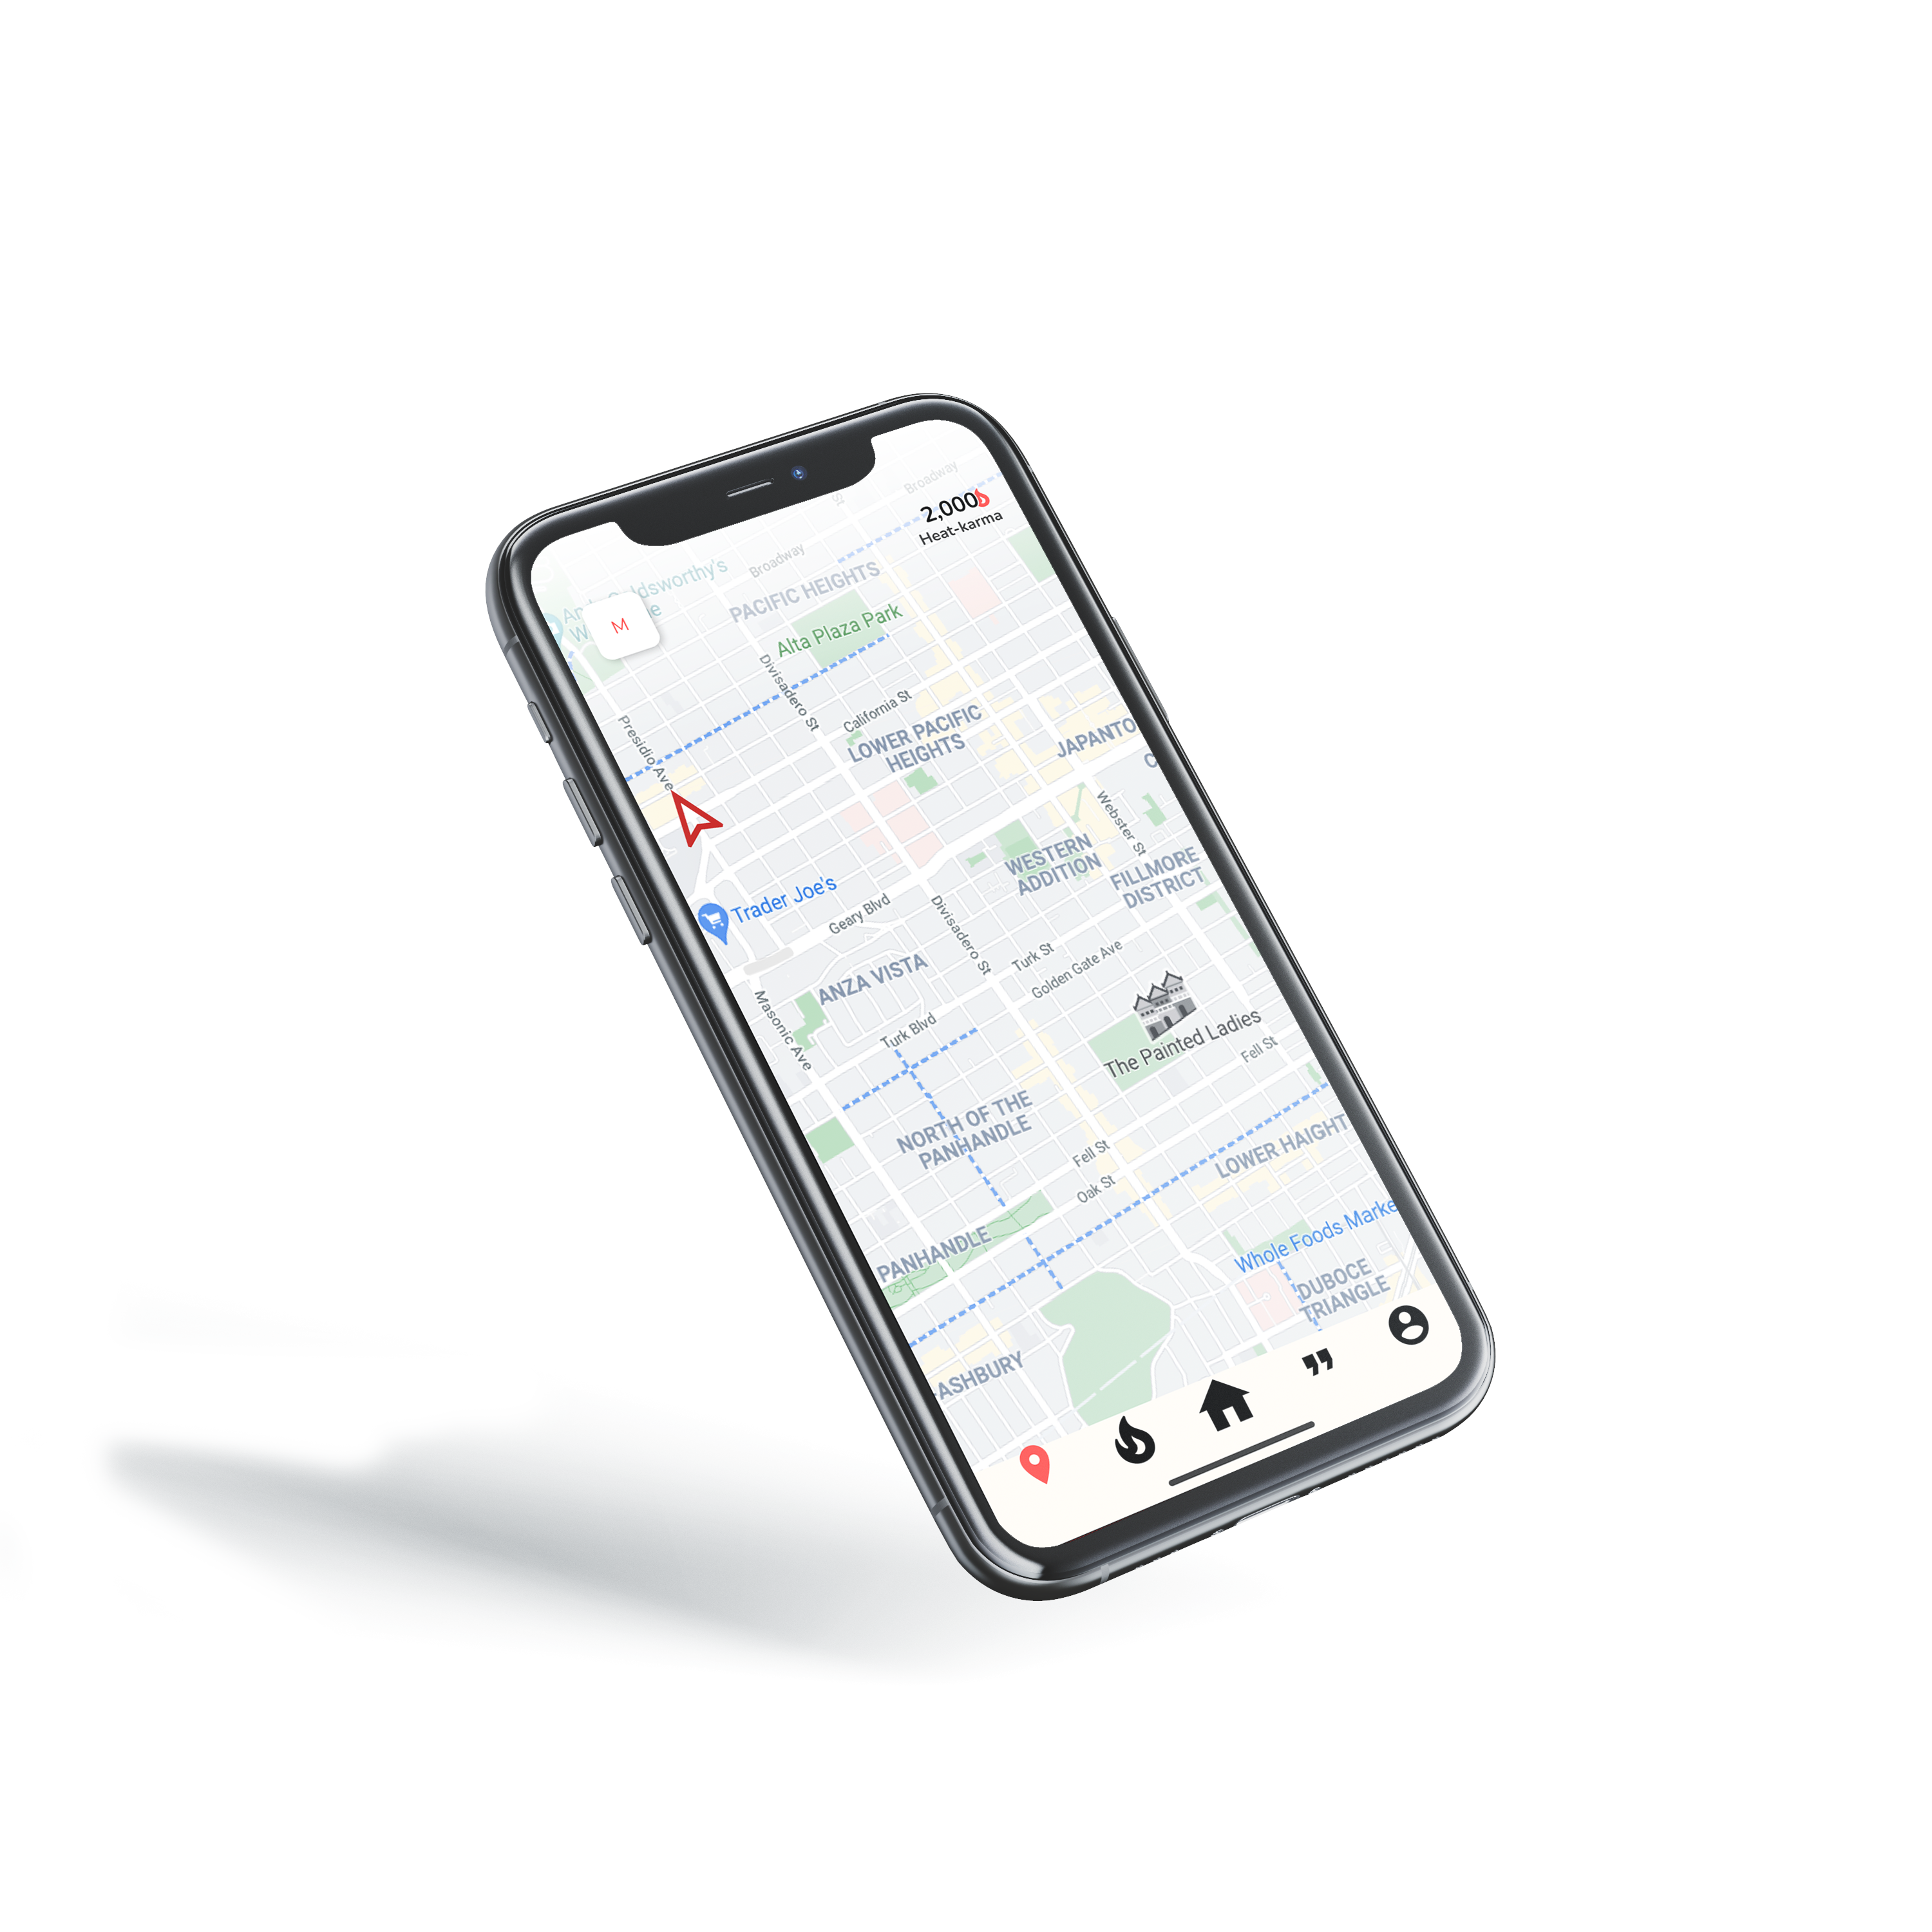 Broadway
2,000
Heat-karma
Broadway
PACIFIC HEIGHTS
Alta Plaza Park
M
Divisadero St
California St
Presidio Ave
LOWER PACIFIC
HEIGHTS
JAPANTO
Webster St
WESTERN
ADDITION
FILLMORE
DISTRICT
Trader Joe's
Geary Blvd
Divisadero St
Turk St
Golden Gate Ave
ANZA VISTA
Masonic Ave
Turk Blvd
The Painted Ladies
Fell St
NORTH OF THE
PANHANDLE
Fell St
LOWER HAIGHT
Oak St
PANHANDLE
Whole Foods Marke
DUBOCE
TRIANGLE
-ASHBURY